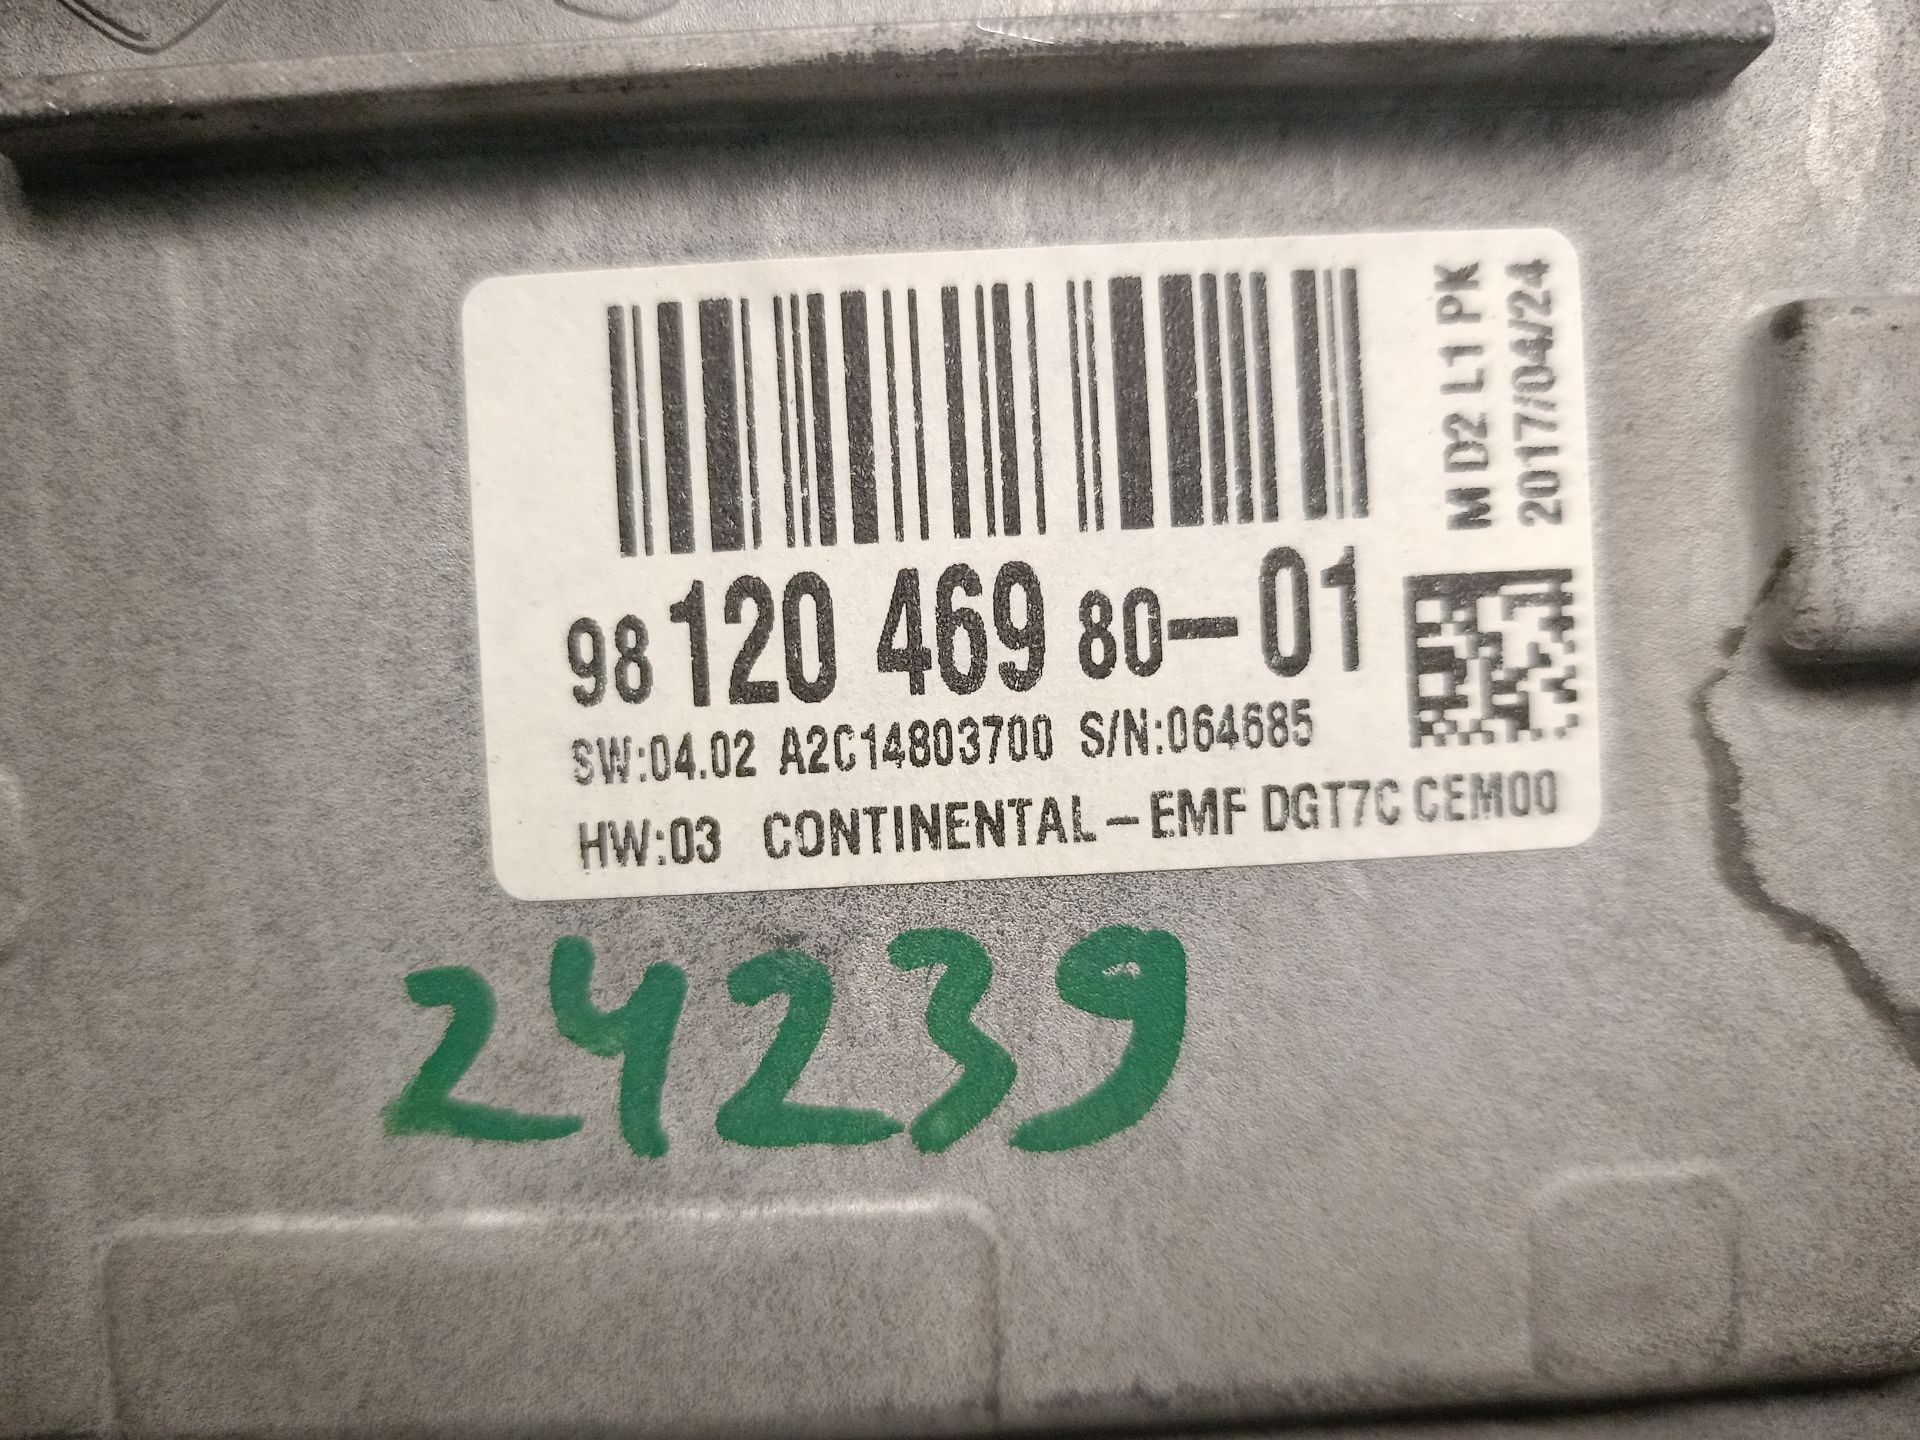 98 120 469 80-01
SW:04.02 A2C14803700 S/N:064685
HW:03 CONTINENTAL-EMF DGT7C CEM00
M D2 L1 PK
2017/04/24
24239